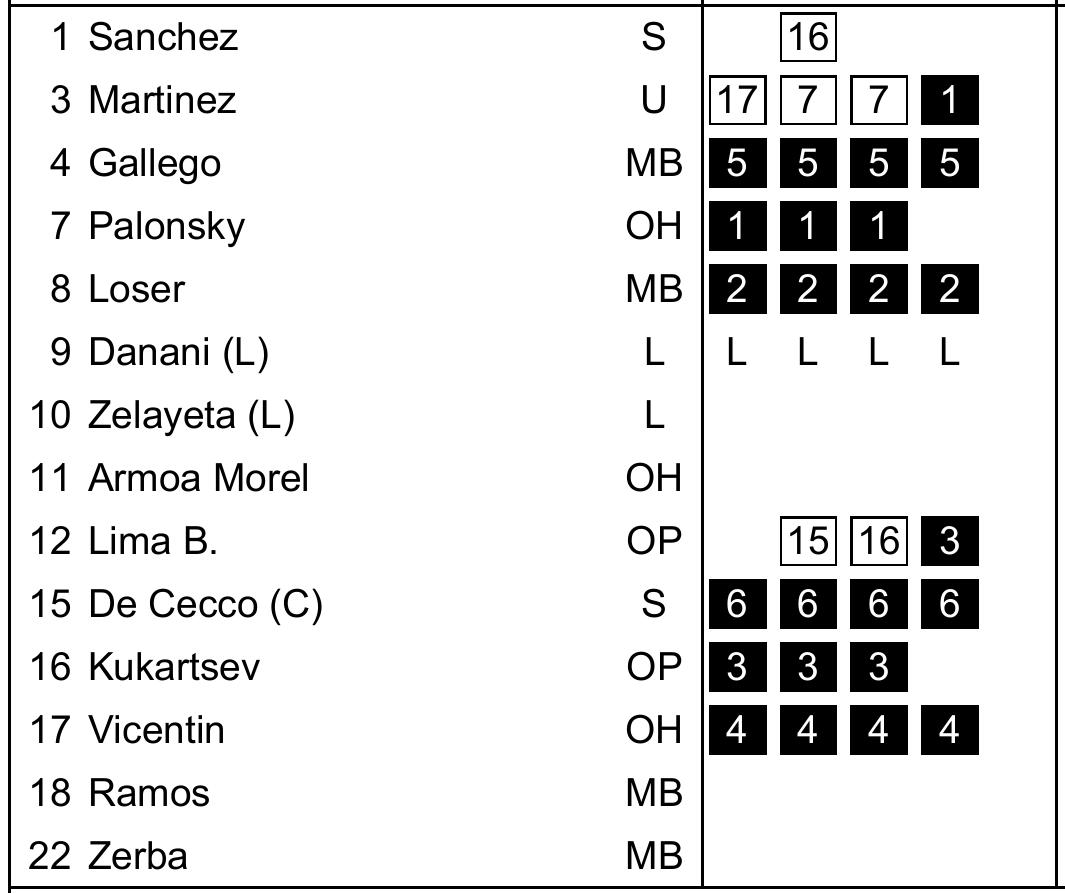 1 Sanchez S 16
3 Martinez U 17 7 7 1
4 Gallego MB 5 5 5 5
7 Palonsky OH 1 1 1
8 Loser MB 2 2 2 2
9 Danani (L) L L L L L
10 Zelayeta (L) L
11 Armoa Morel OH
12 Lima B. OP 15 16 3
15 De Cecco (C) S 6 6 6 6
16 Kukartsev OP 3 3 3
17 Vicentin OH 4 4 4 4
18 Ramos MB
22 Zerba MB